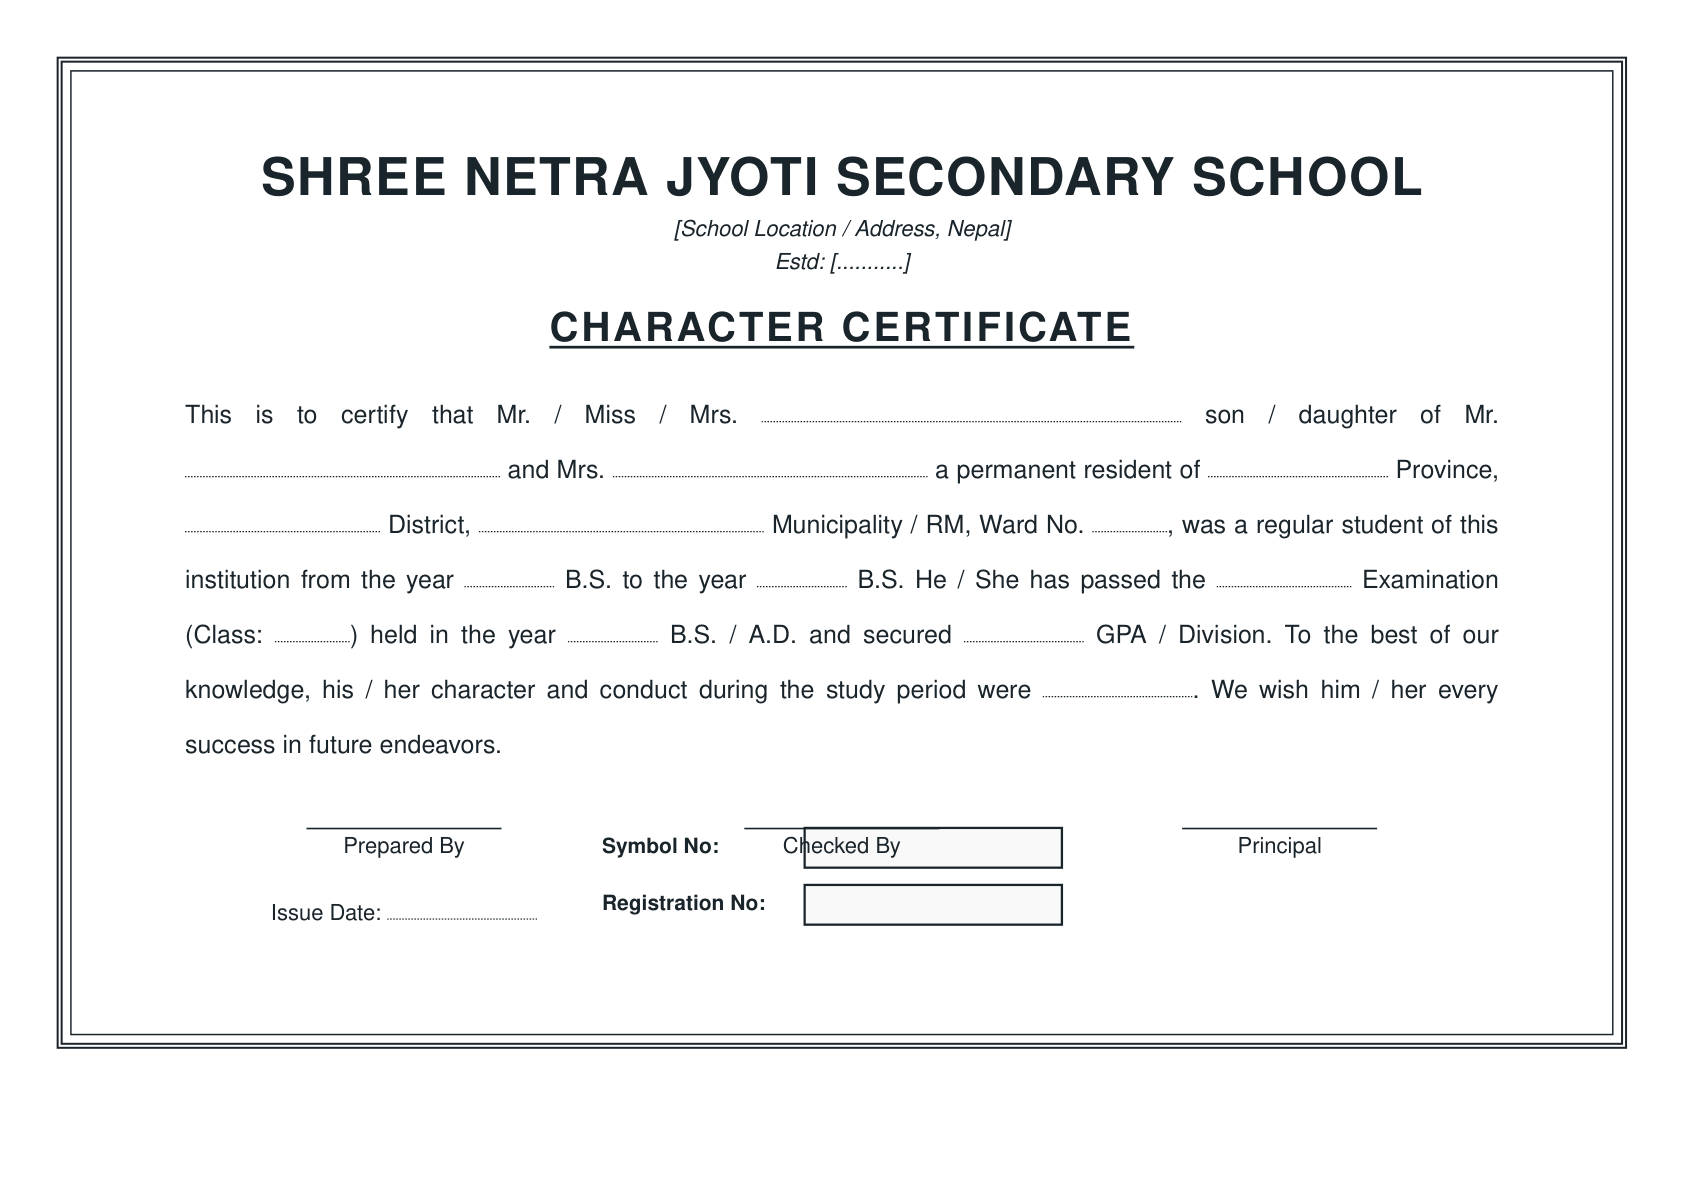 SHREE NETRA JYOTI SECONDARY SCHOOL
[School Location / Address, Nepal]
Estd: [...........]
CHARACTER CERTIFICATE
This is to certify that Mr. / Miss / Mrs. son / daughter of Mr.
and Mrs. a permanent resident of Province,
District, Municipality / RM, Ward No. , was a regular student of this
institution from the year B.S. to the year B.S. He / She has passed the Examination
(Class: ) held in the year B.S. / A.D. and secured GPA / Division. To the best of our
knowledge, his / her character and conduct during the study period were . We wish him / her every
success in future endeavors.
Prepared By
Symbol No:
Checked By
Principal
Issue Date:
Registration No: